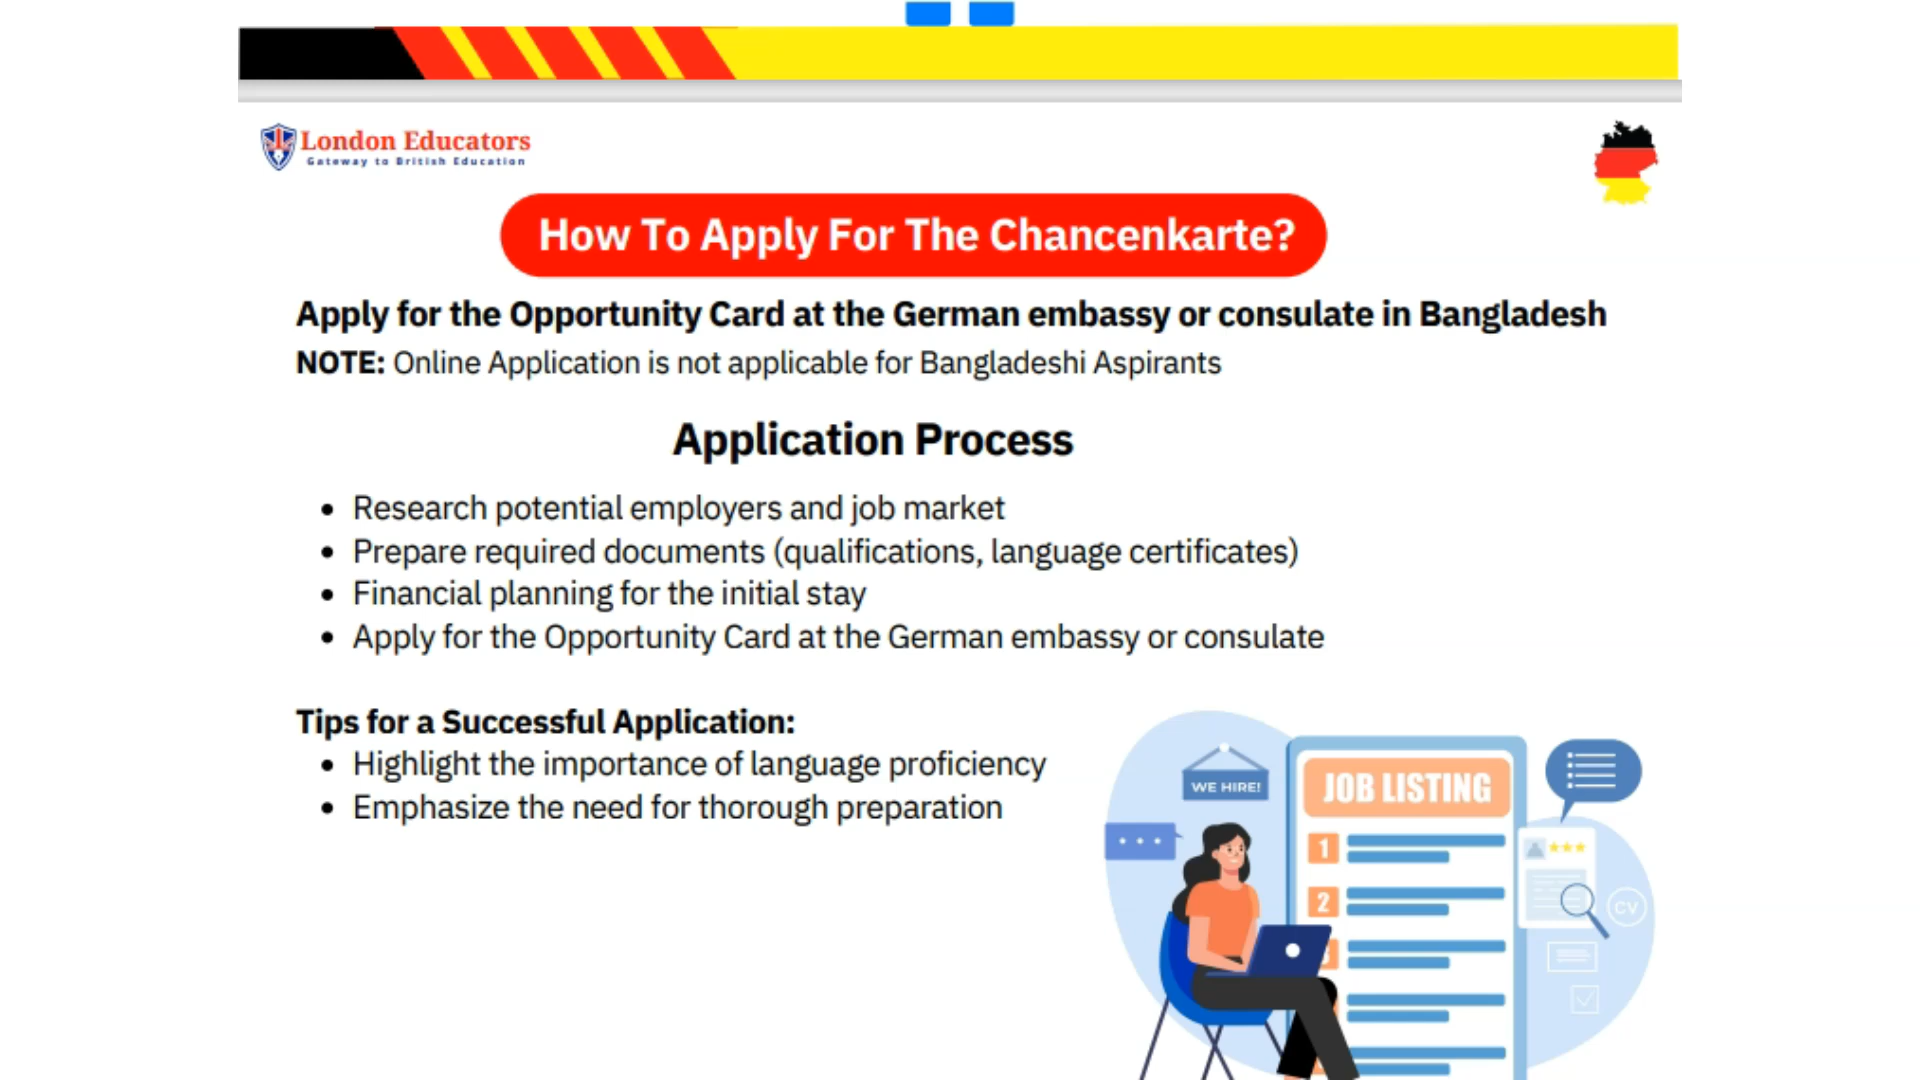 London Educators
Gateway to British Education
How To Apply For The Chancenkarte?
Apply for the Opportunity Card at the German embassy or consulate in Bangladesh
NOTE: Online Application is not applicable for Bangladeshi Aspirants
Application Process
• Research potential employers and job market
• Prepare required documents (qualifications, language certificates)
• Financial planning for the initial stay
• Apply for the Opportunity Card at the German embassy or consulate
Tips for a Successful Application:
• Highlight the importance of language proficiency
• Emphasize the need for thorough preparation
WE HIRE!
JOB LISTING
1
2
CV